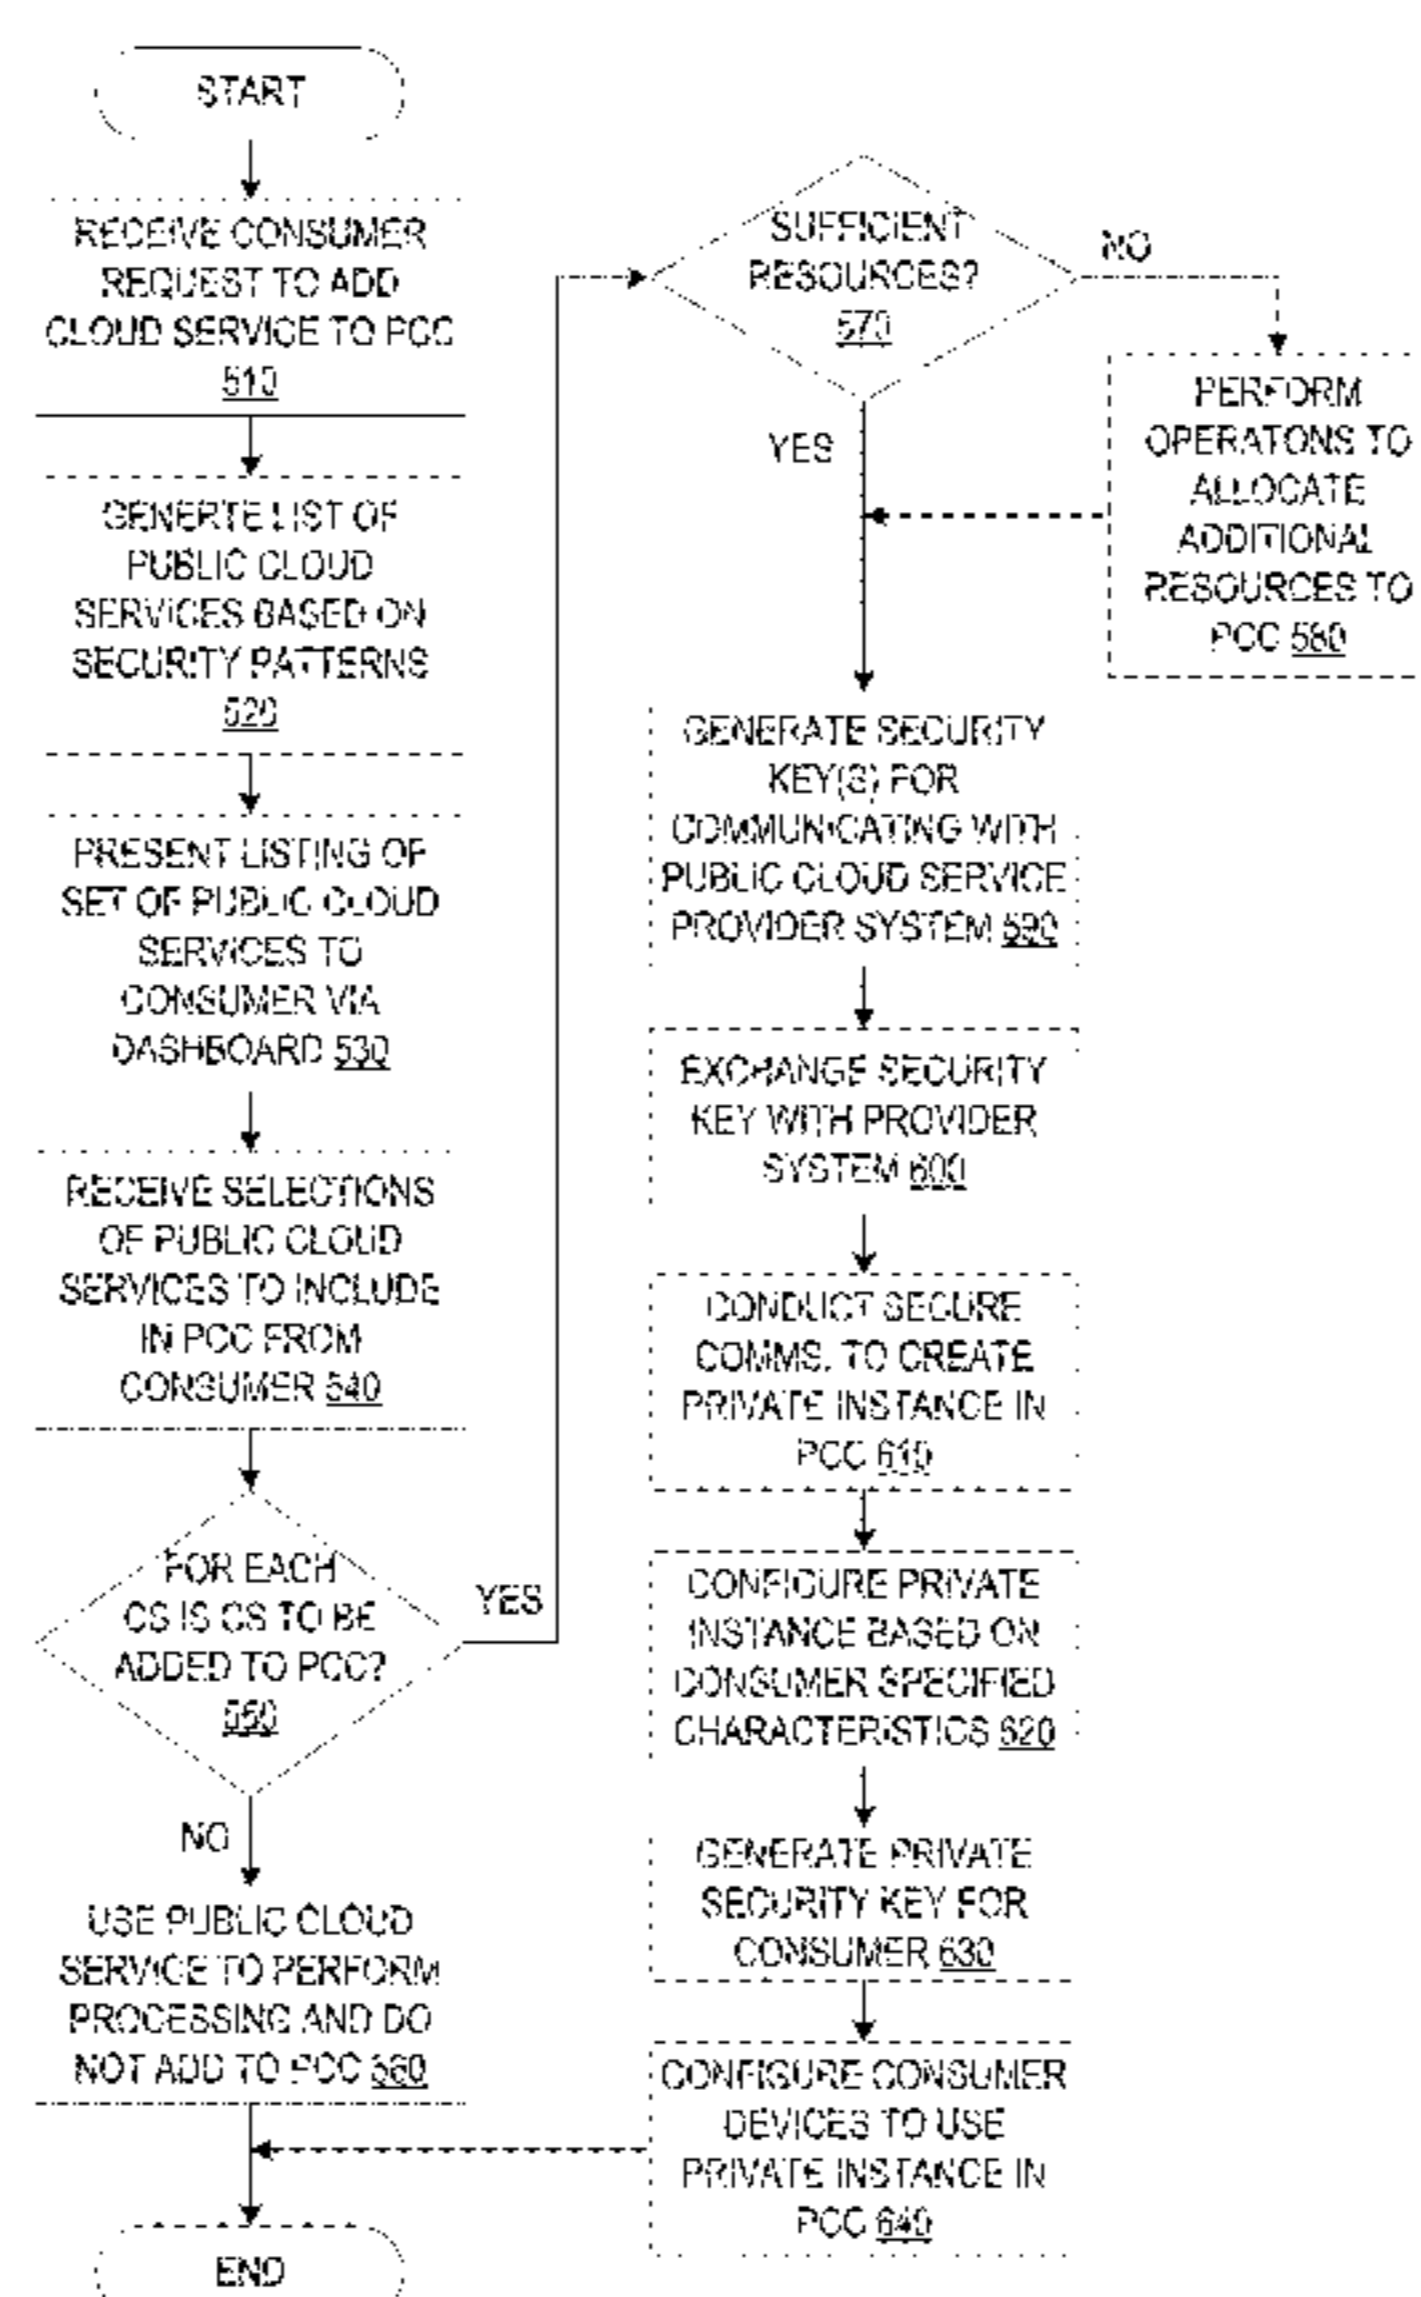 START
RECEIVE CONSUMER
REQUEST TO ADD
CLOUD SERVICE TO PCC
510
GENERTE LIST OF
PUBLIC CLOUD
SERVICES BASED ON
SECURITY PATTERNS
520
PRESENT LISTING OF
SET OF PUBLIC CLOUD
SERVICES TO
CONSUMER VIA
DASHBOARD 530
RECEIVE SELECTIONS
OF PUBLIC CLOUD
SERVICES TO INCLUDE
IN PCC FROM
CONSUMER 540
FOR EACH
CS IS CS TO BE
ADDED TO PCC?
550
YES
NO
USE PUBLIC CLOUD
SERVICE TO PERFORM
PROCESSING AND DO
NOT ADD TO PCC 560
END
SUFFICIENT
RESOURCES?
570
NO
YES
PERFORM
OPERATONS TO
ALLOCATE
ADDITIONAL
RESOURCES TO
PCC 580
GENERATE SECURITY
KEY(S) FOR
COMMUNICATING WITH
PUBLIC CLOUD SERVICE
PROVIDER SYSTEM 590
EXCHANGE SECURITY
KEY WITH PROVIDER
SYSTEM 600
CONDUCT SECURE
COMMS. TO CREATE
PRIVATE INSTANCE IN
PCC 610
CONFIGURE PRIVATE
INSTANCE BASED ON
CONSUMER SPECIFIED
CHARACTERISTICS 620
GENERATE PRIVATE
SECURITY KEY FOR
CONSUMER 630
CONFIGURE CONSUMER
DEVICES TO USE
PRIVATE INSTANCE IN
PCC 640